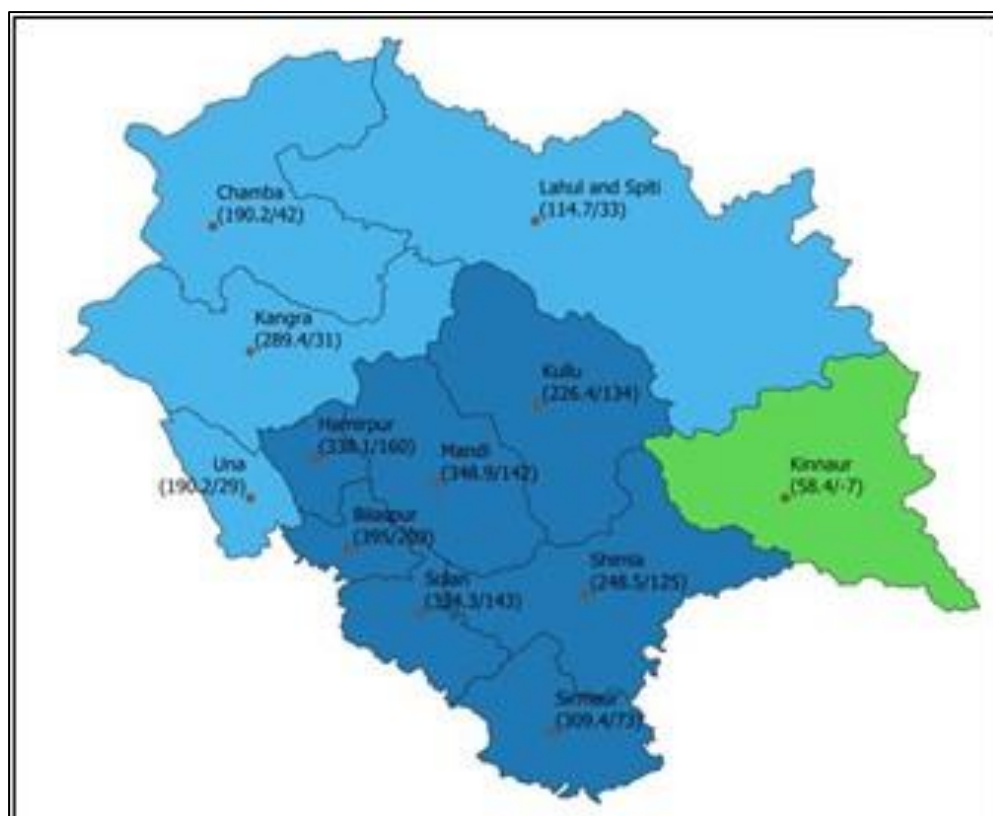 Chamba
(190.2/42)
Lahul and Spiti
(114.7/33)
Kangra
(289.4/31)
Kullu
(226.4/134)
Hamirpur
(338.1/160)
Mandi
(348.9/142)
Una
(190.2/29)
Kinnaur
(58.4/-7)
Bilaspur
(395/209)
Shimla
(248.5/125)
Solan
(334.3/143)
Sirmaur
(309.4/73)